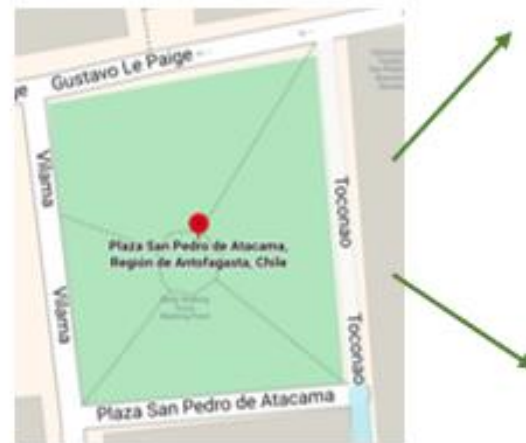 Gustavo Le Paige
Vilama
Toconao
Plaza San Pedro de Atacama,
Región de Antofagasta, Chile
Vilama
Toconao
Plaza San Pedro de Atacama